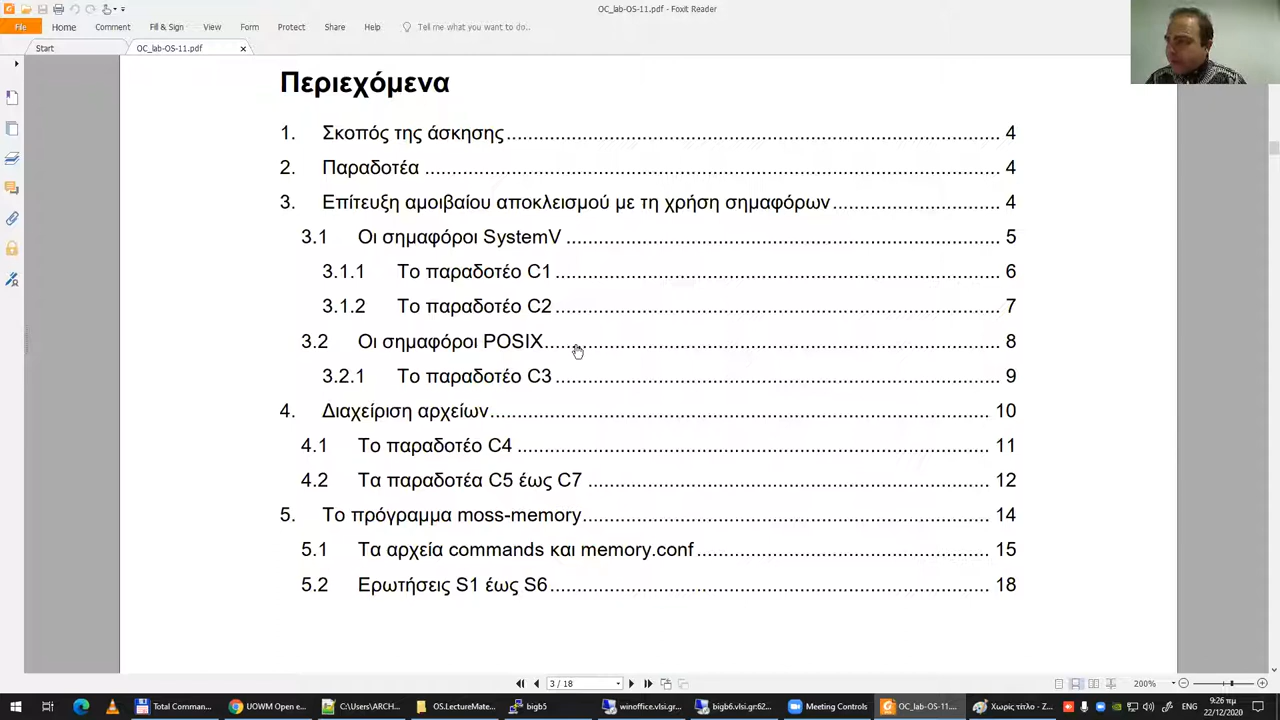 OC_lab-OS-11.pdf - Foxit Reader
File Home Comment Fill & Sign View Form Protect Share Help Tell me what you want to do..
Start OC_lab-OS-11.pdf
Περιεχόμενα
1. Σκοπός της άσκησης 4
2. Παραδοτέα 4
3. Επίτευξη αμοιβαίου αποκλεισμού με τη χρήση σημαφόρων 4
3.1 Οι σημαφόροι SystemV 5
3.1.1 Το παραδοτέο C1 6
3.1.2 Το παραδοτέο C2 7
3.2 Οι σημαφόροι POSIX 8
3.2.1 Το παραδοτέο C3 9
4. Διαχείριση αρχείων 10
4.1 Το παραδοτέο C4 11
4.2 Τα παραδοτέα C5 έως C7 12
5. Το πρόγραμμα moss-memory 14
5.1 Τα αρχεία commands και memory.conf 15
5.2 Ερωτήσεις S1 έως S6 18
3 / 18 200%
Total Comman... UOWM Open e... C:\USERS\ARCH... OS.LectureMate... bigb5 winoffice.vlsi.gr... bigb6.vlsi.gr:62... Meeting Controls OC_lab-OS-11.... Χωρίς τίτλο - Ζ... ENG 9:26 πμ
22/12/2020